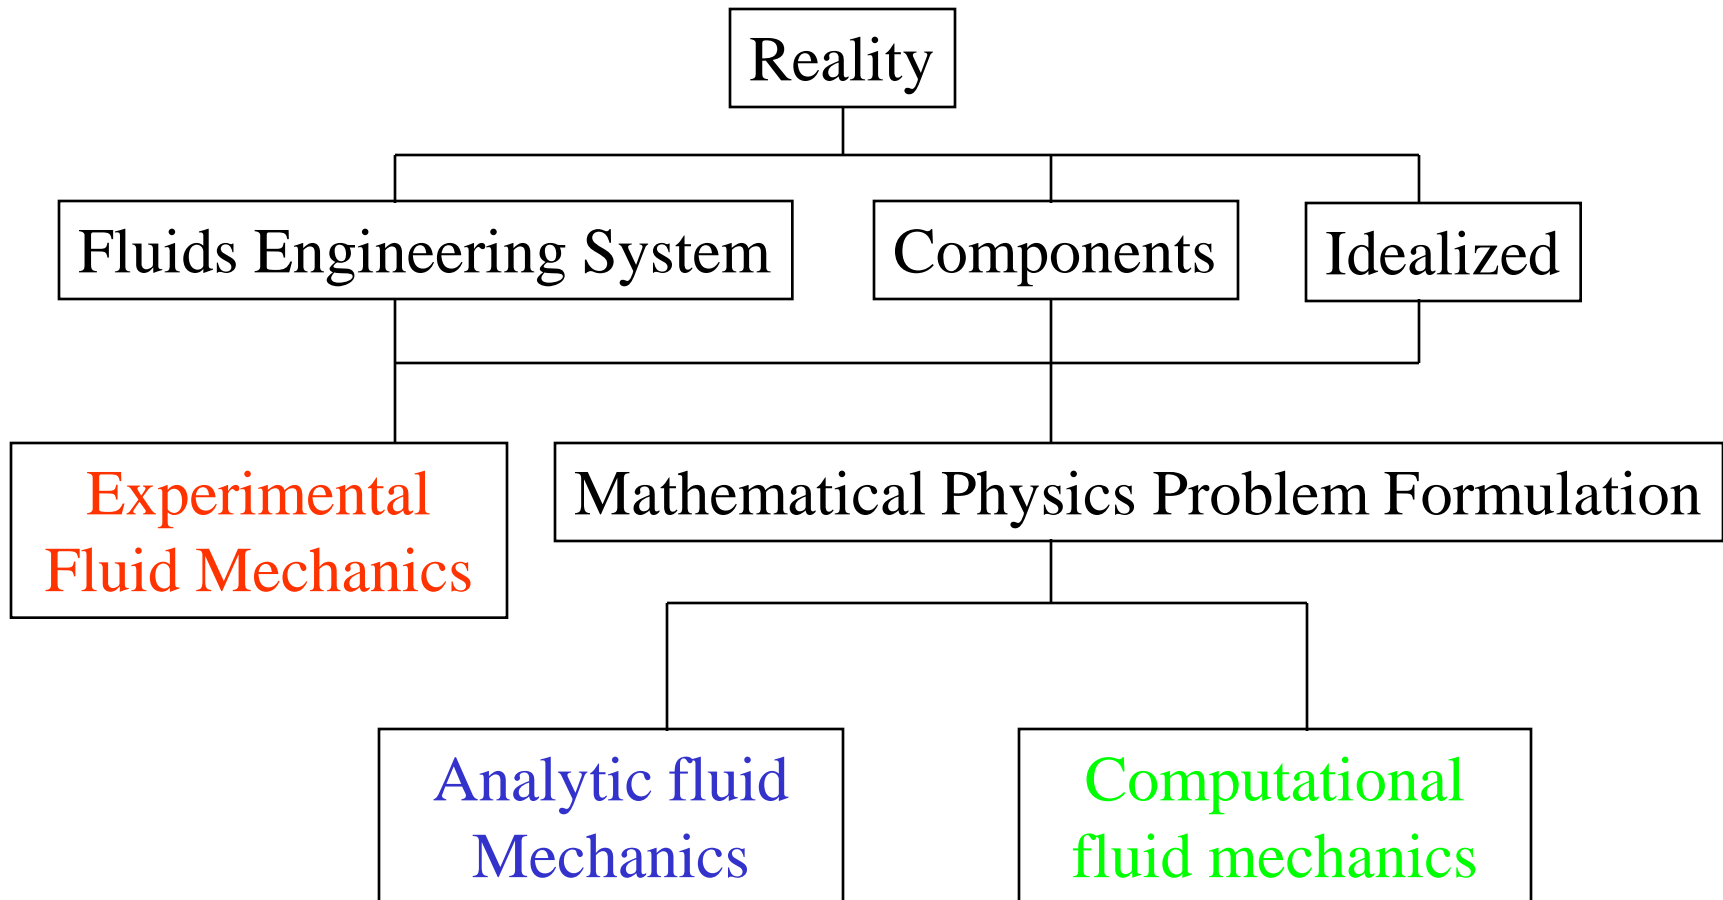 Reality
Fluids Engineering System
Components
Idealized
Experimental
Fluid Mechanics
Mathematical Physics Problem Formulation
Analytic fluid
Mechanics
Computational
fluid mechanics